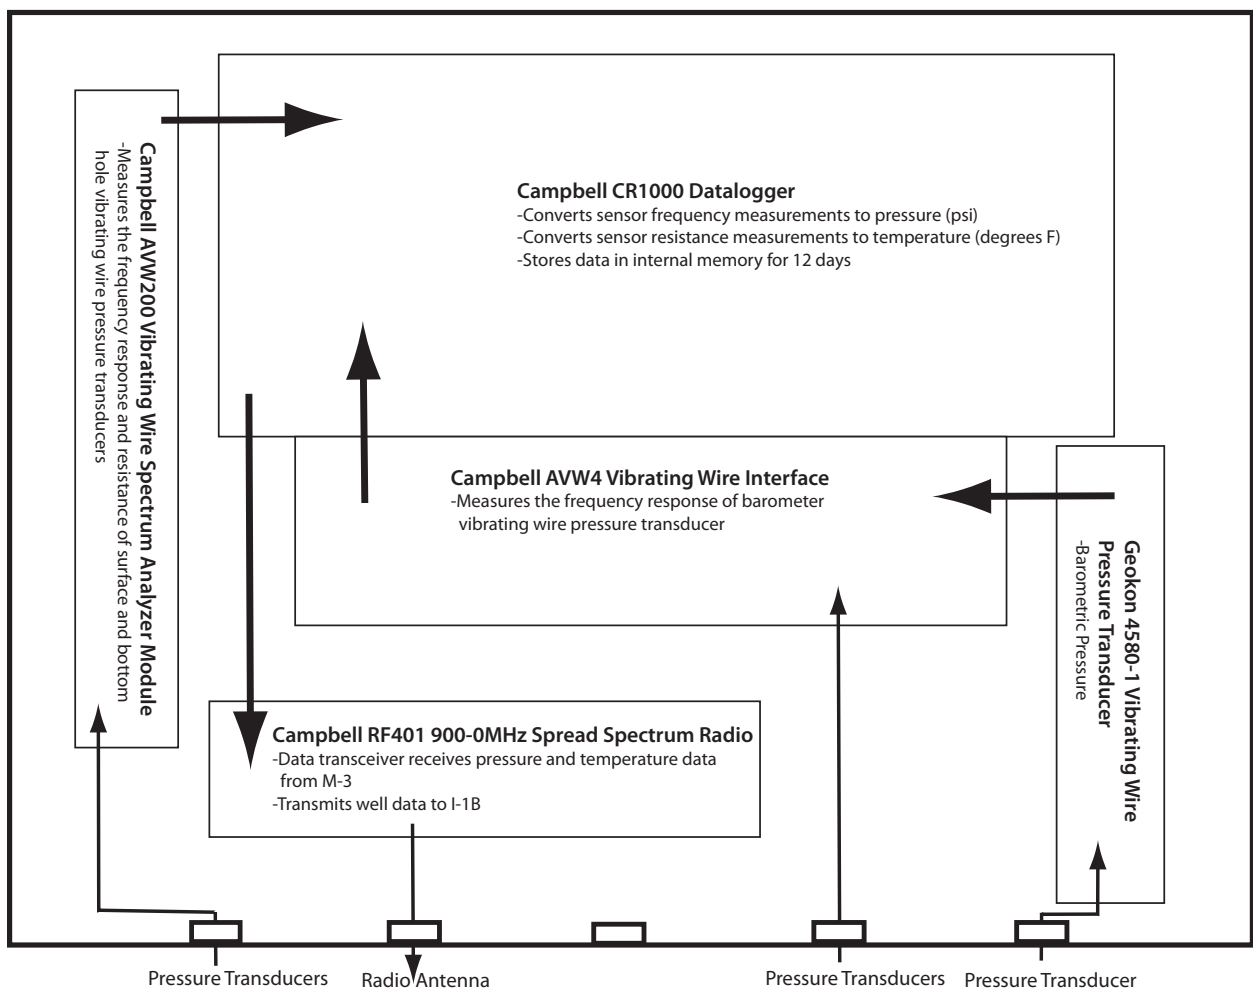 Campbell CR1000 Datalogger
-Converts sensor frequency measurements to pressure (psi)
-Converts sensor resistance measurements to temperature (degrees F)
-Stores data in internal memory for 12 days
Campbell AVW200 Vibrating Wire Spectrum Analyzer Module
-Measures the frequency response and resistance of surface and bottom
hole vibrating wire pressure transducers
Campbell AVW4 Vibrating Wire Interface
-Measures the frequency response of barometer
vibrating wire pressure transducer
Geokon 4580-1 Vibrating Wire
Pressure Transducer
-Barometric Pressure
Campbell RF401 900-0MHz Spread Spectrum Radio
-Data transceiver receives pressure and temperature data
from M-3
-Transmits well data to I-1B
Pressure Transducers
Radio Antenna
Pressure Transducers
Pressure Transducer